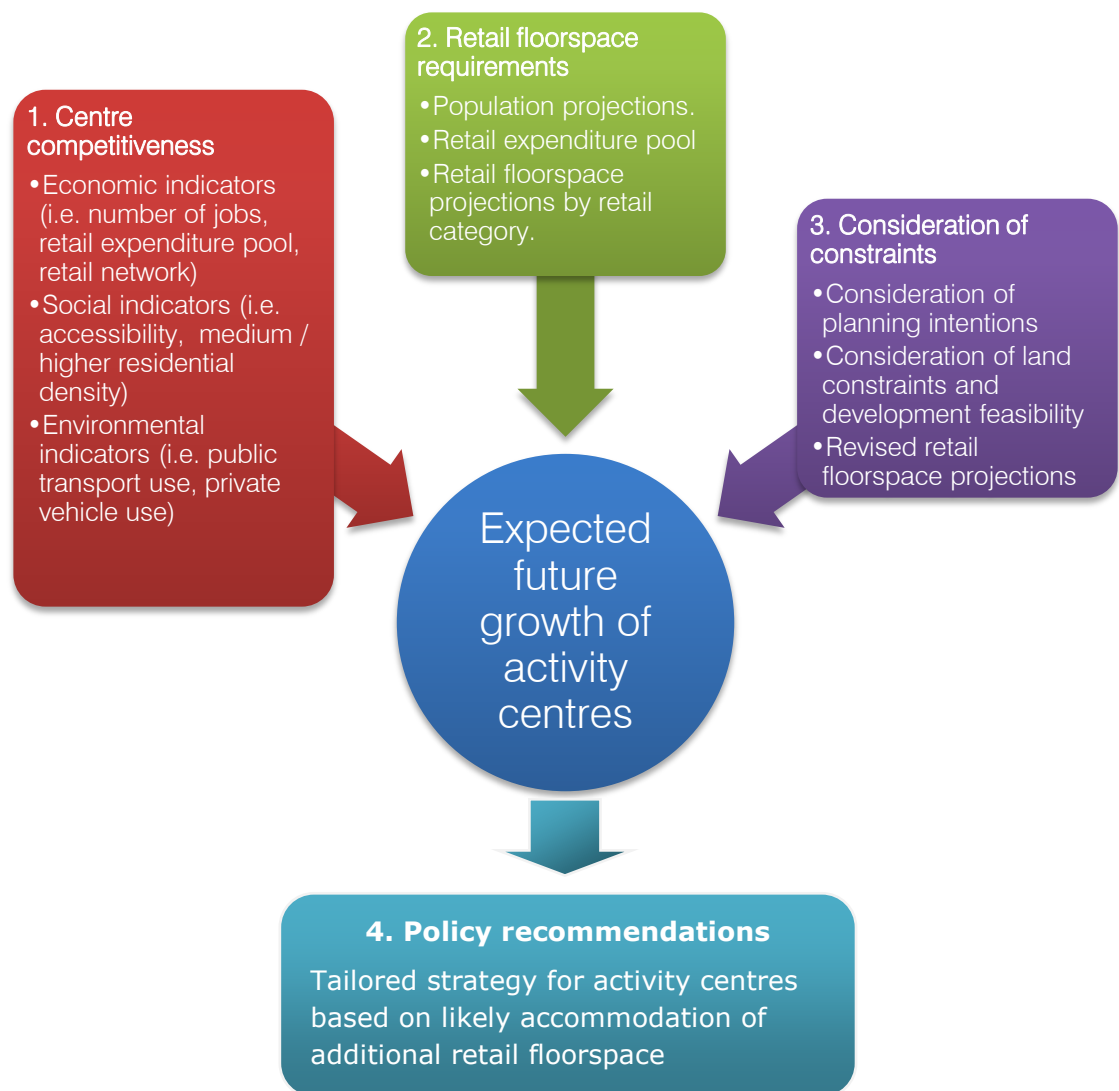 1. Centre
competitiveness
•Economic indicators
(i.e. number of jobs,
retail expenditure pool,
retail network)
•Social indicators (i.e.
accessibility, medium /
higher residential
density)
•Environmental
indicators (i.e. public
transport use, private
vehicle use)
2. Retail floorspace
requirements
•Population projections.
•Retail expenditure pool
•Retail floorspace
projections by retail
category.
3. Consideration of
constraints
•Consideration of
planning intentions
•Consideration of land
constraints and
development feasibility
•Revised retail
floorspace projections
Expected
future
growth of
activity
centres
4. Policy recommendations
Tailored strategy for activity centres
based on likely accommodation of
additional retail floorspace